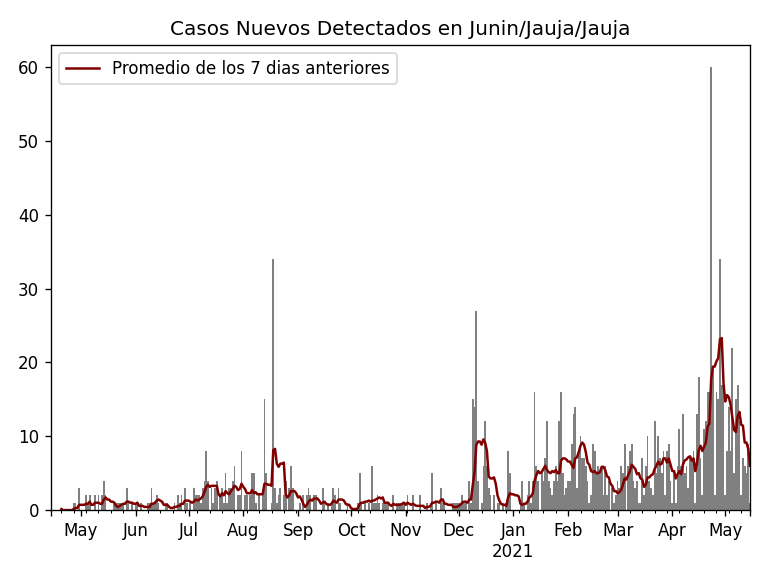 Casos Nuevos Detectados en Junin/Jauja/Jauja
Promedio de los 7 dias anteriores
60
50
40
30
20
10
0
May Jun Jul Aug Sep Oct Nov Dec Jan Feb Mar Apr May
2021